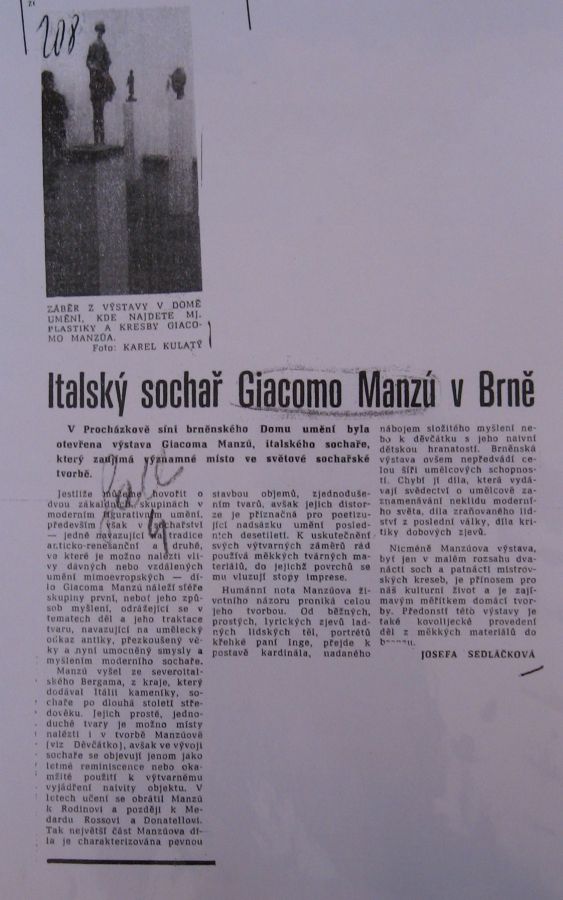 208
ZÁBĚR Z VÝSTAVY V DOMĚ
UMĚNÍ, KDE NAJDETE MJ.
PLASTIKY A KRESBY GIACO-
MO MANZÚA.
Foto: KAREL KULATÝ
Italský sochař Giacomo Manzú v Brně
V Procházkově síni brněnského Domu umění byla
otevřena výstava Giacoma Manzú, italského sochaře,
který zaujímá významné místo ve světové sochařské
tvorbě.
Jestliže můžeme hovořit o
dvou základních skupinách v
moderním figurativním umění,
především však v sochařství
— jedné navazující na tradice
anticko-renesanční a druhé,
ve které je možno nalézti vli-
vy dávných nebo vzdálených
umění mimoevropských — dí-
lo Giacoma Manzú náleží sféře
skupiny první, neboť jeho způ-
sob myšlení, odrážející se v
tematech děl a jeho traktace
tvaru, navazující na umělecký
odkaz antiky, přezkoušený vě-
ky a nyní umocněný smysly a
myšlením moderního sochaře.
Manzú vyšel ze severoital-
ského Bergama, z kraje, který
dodával Itálii kameníky, so-
chaře po dlouhá století stře-
dověku. Jejich prosté, jedno-
duché tvary je možno místy
nalézti i v tvorbě Manzúově
(viz Děvčátko), avšak ve vývoji
sochaře se objevují jenom jako
letmé reminiscence nebo oka-
mžité použití k výtvarnému
vyjádření naivity objektu. V
letech učení se obrátil Manzú
k Rodinovi a později k Me-
dardu Rossovi a Donatellovi.
Tak největší část Manzúova dí-
la je charakterizována pevnou
stavbou objemů, zjednoduše-
ním tvarů, avšak jejich distor-
ze je příznačná pro poetizu-
jící nadsázku umění posled-
ních desetiletí. K uskutečnění
svých výtvarných záměrů rád
používá měkkých tvárných ma-
teriálů, do jejichž povrchů se
mu vluzují stopy imprese.
Humánní nota Manzúova ži-
votního názoru proniká celou
jeho tvorbou. Od běžných,
prostých, lyrických zjevů lad-
ných lidských těl, portrétů
křehké paní Inge, přejde k
postavě kardinála, nadaného
nábojem složitého myšlení ne-
bo k děvčátku s jeho naivní
dětskou hranatostí. Brněnská
výstava ovšem nepředvádí ce-
lou šíři umělcových schopnos-
tí. Chybí jí díla, která vydá-
vají svědectví o umělcově za-
znamenávání neklidu moderní-
ho světa, díla zraňovaného lid-
ství z poslední války, díla kri-
tiky dobových zjevů.
Nicméně Manzúova výstava,
byť jen v malém rozsahu dva-
nácti soch a patnácti mistrov-
ských kreseb, je přínosem pro
náš kulturní život a je zají-
mavým měřítkem domácí tvor-
by. Předností této výstavy je
také kovolijecké provedení
děl z měkkých materiálů do
JOSEFA SEDLÁČKOVÁ